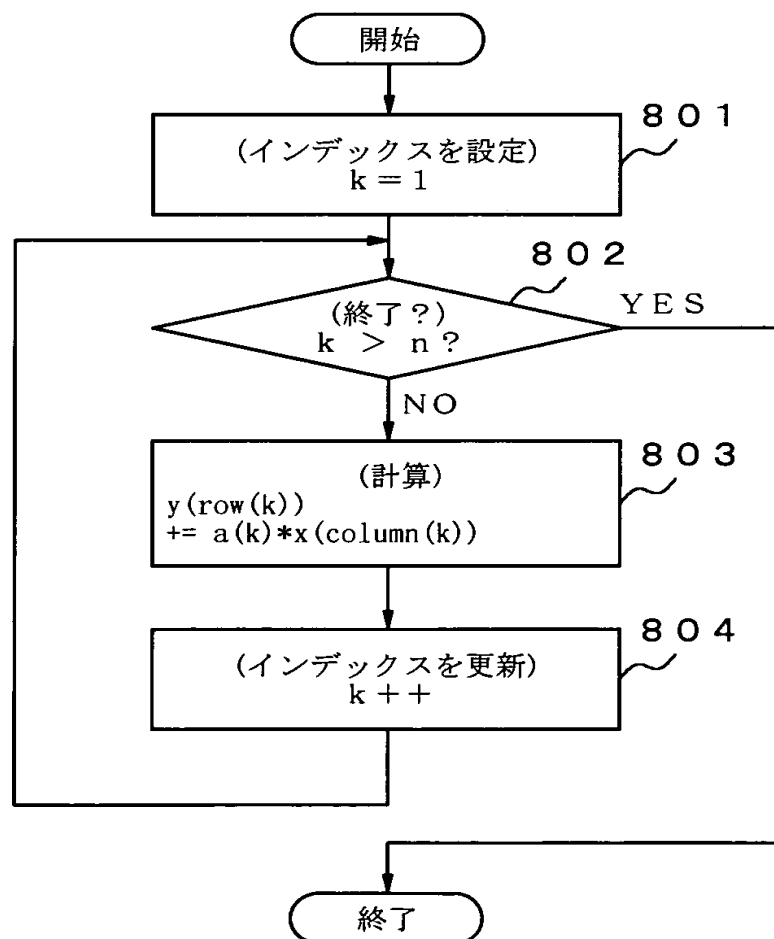 開始
801
(インデックスを設定)
k=1
802
(終了?)
k > n?
YES
NO
803
(計算)
y(row(k))
+= a(k)*x(column(k))
804
(インデックスを更新)
k++
終了